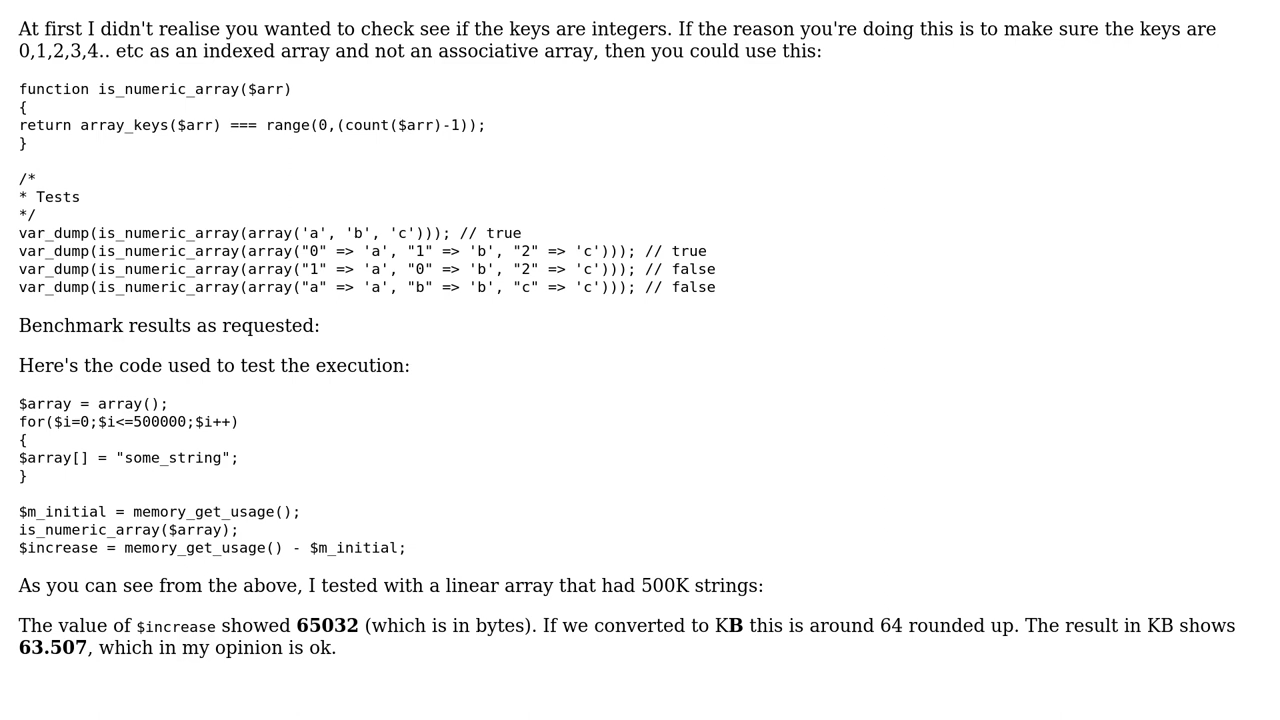 At first I didn't realise you wanted to check see if the keys are integers. If the reason you're doing this is to make sure the keys are
0,1,2,3,4.. etc as an indexed array and not an associative array, then you could use this:
function is_numeric_array($arr)
{
return array_keys($arr) === range(0,(count($arr)-1));
}
/*
* Tests
*/
var_dump(is_numeric_array(array('a', 'b', 'c'))); // true
var_dump(is_numeric_array(array("0" => 'a', "1" => 'b', "2" => 'c'))); // true
var_dump(is_numeric_array(array("1" => 'a', "0" => 'b', "2" => 'c'))); // false
var_dump(is_numeric_array(array("a" => 'a', "b" => 'b', "c" => 'c'))); // false
Benchmark results as requested:
Here's the code used to test the execution:
$array = array();
for($i=0;$i<=500000;$i++)
{
$array[] = "some_string";
}
$m_initial = memory_get_usage();
is_numeric_array($array);
$increase = memory_get_usage() - $m_initial;
As you can see from the above, I tested with a linear array that had 500K strings:
The value of $increase showed 65032 (which is in bytes). If we converted to KB this is around 64 rounded up. The result in KB shows
63.507, which in my opinion is ok.